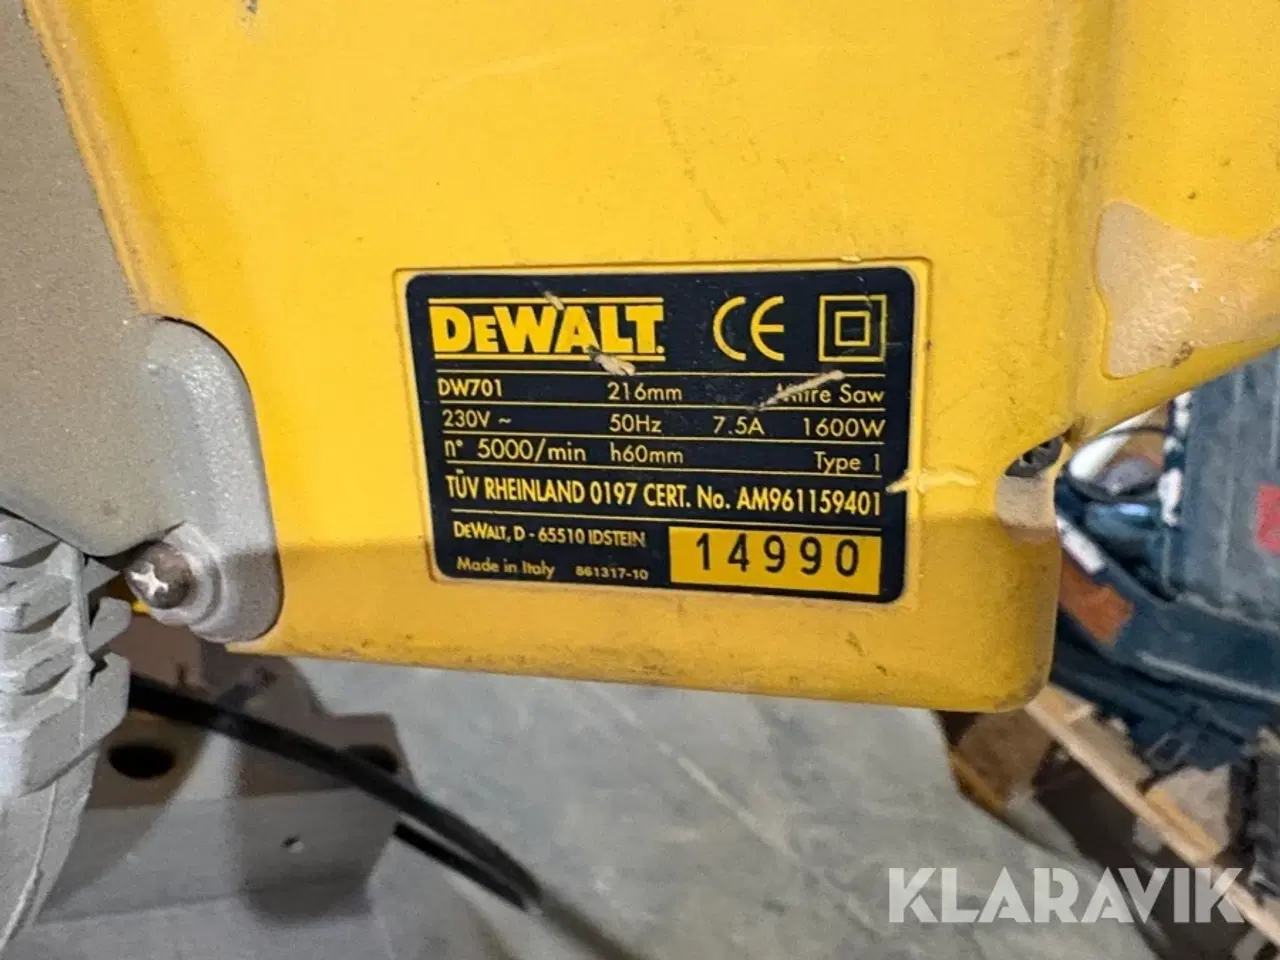 DEWALT. CE
DW701 216mm Mitre Saw
230V ~ 50Hz 7.5A 1600W
n° 5000/min h60mm Type 1
TÜV RHEINLAND 0197 CERT. No. AM961159401
DEWALT, D - 65510 IDSTEIN 14990
Made in Italy 861317-10
KLARAVIK